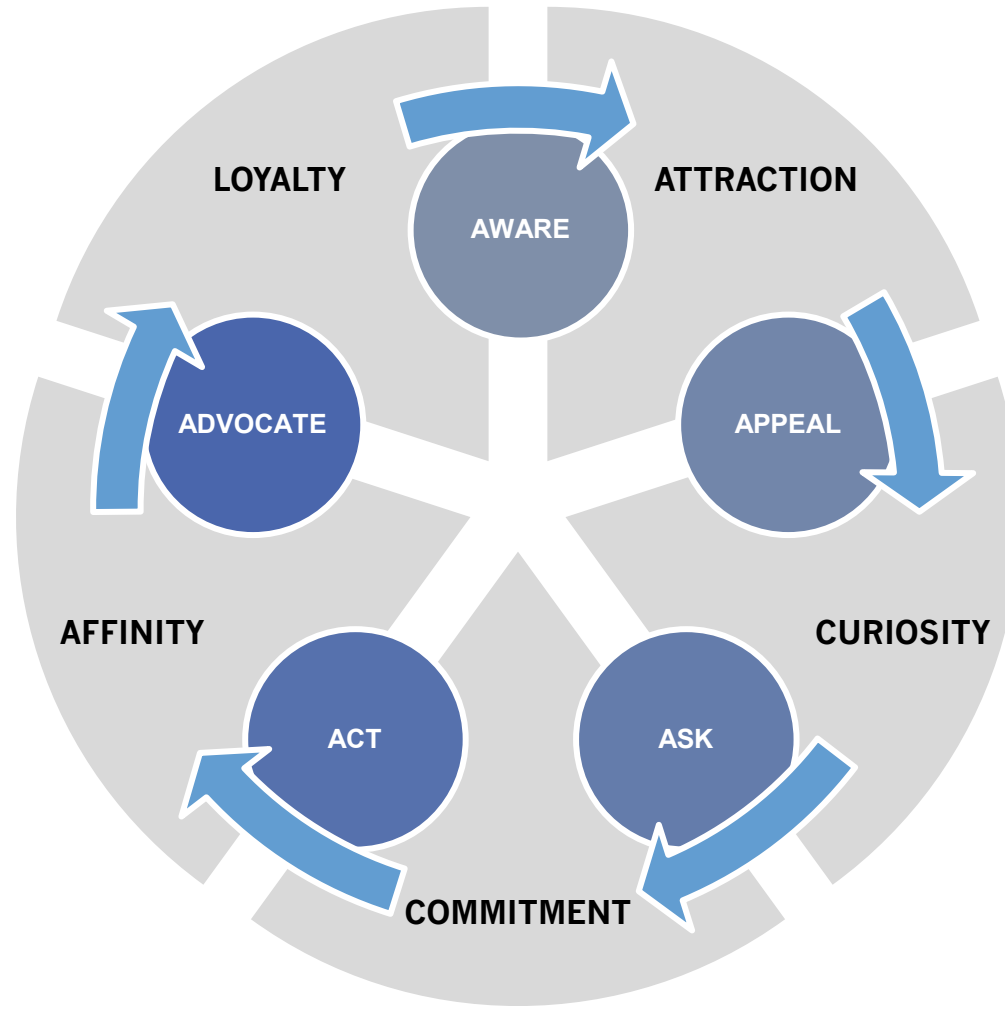 LOYALTY
ATTRACTION
AWARE
ADVOCATE
APPEAL
AFFINITY
CURIOSITY
ACT
ASK
COMMITMENT